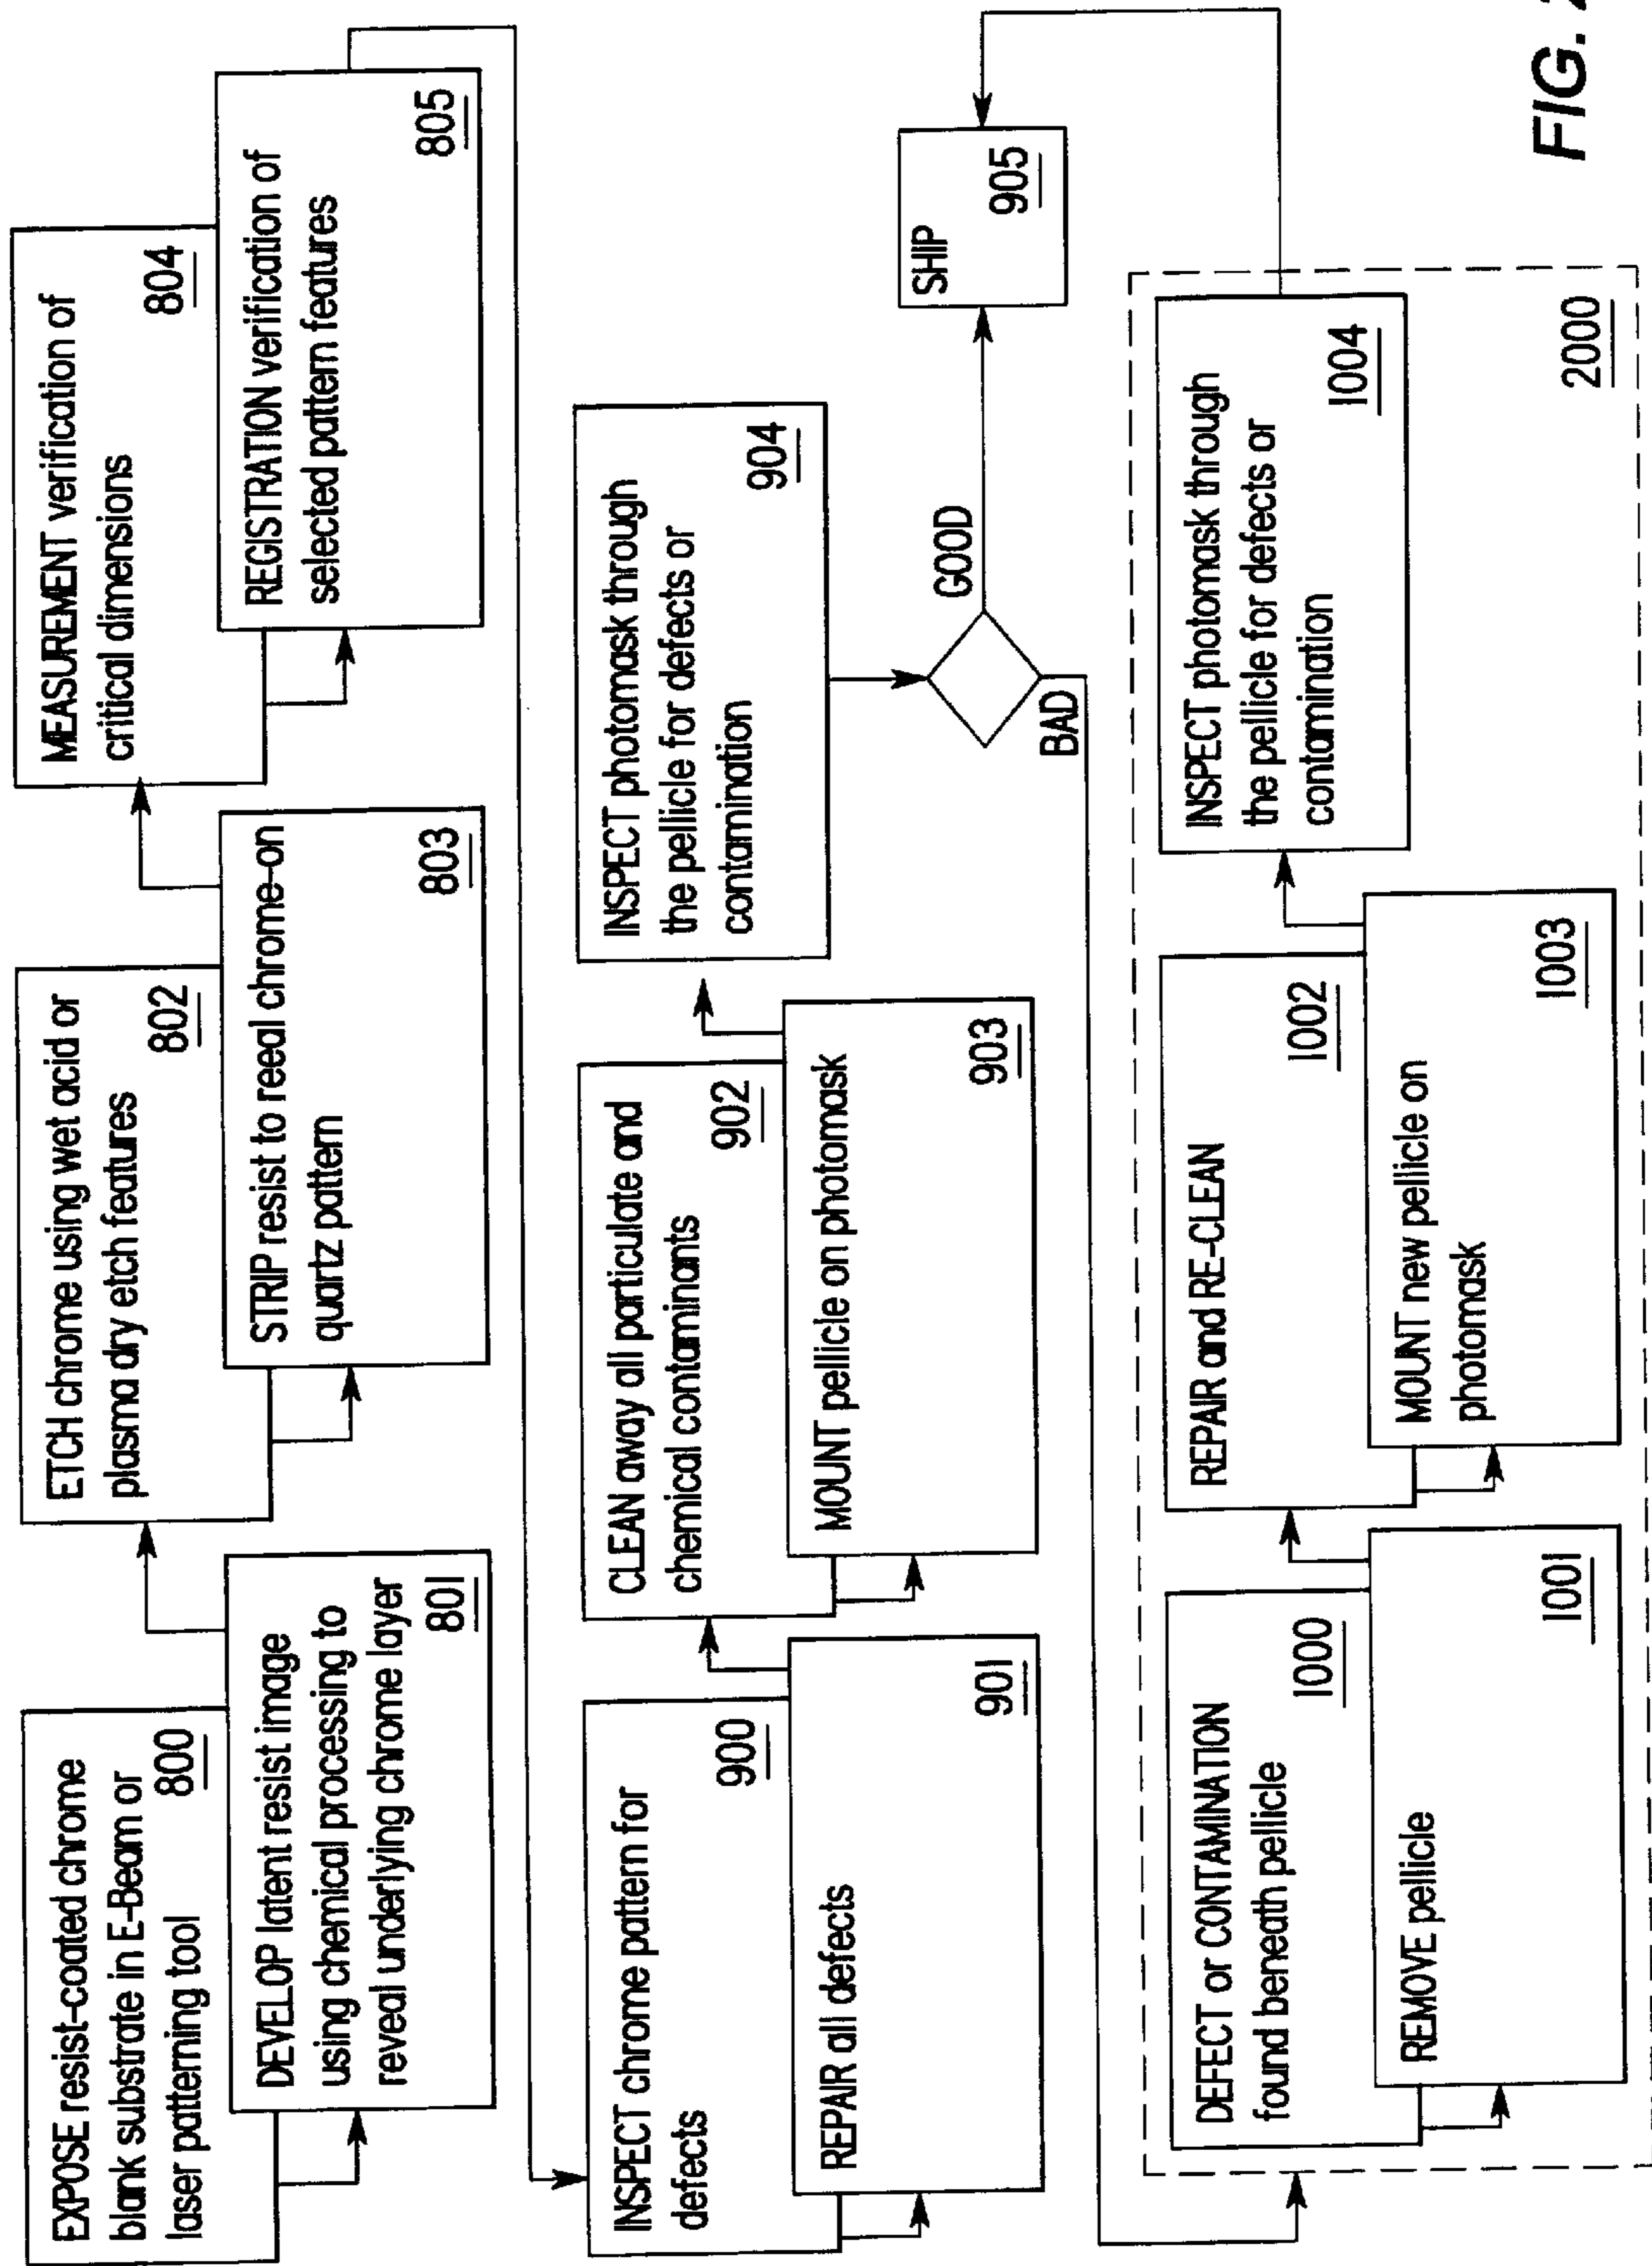 EXPOSE resist-coated chrome
blank substrate in E-Beam or
laser patterning tool
800
DEVELOP latent resist image
using chemical processing to
reveal underlying chrome layer
801
ETCH chrome using wet acid or
plasma dry etch features
802
STRIP resist to reeal chrome-on
quartz pattern
803
MEASUREMENT verification of
critical dimensions
804
REGISTRATION verification of
selected pattern features
805
INSPECT chrome pattern for
defects
900
REPAIR all defects
901
CLEAN away all particulate and
chemical contaminants
902
MOUNT pellicle on photomask
903
INSPECT photomask through
the pellicle for defects or
contamination
904
GOOD
BAD
SHIP
905
DEFECT or CONTAMINATION
found beneath pellicle
1000
REMOVE pellicle
1001
REPAIR and RE-CLEAN
1002
MOUNT new pellicle on
photomask
1003
INSPECT photomask through
the pellicle for defects or
contamination
1004
2000
FIG. 2